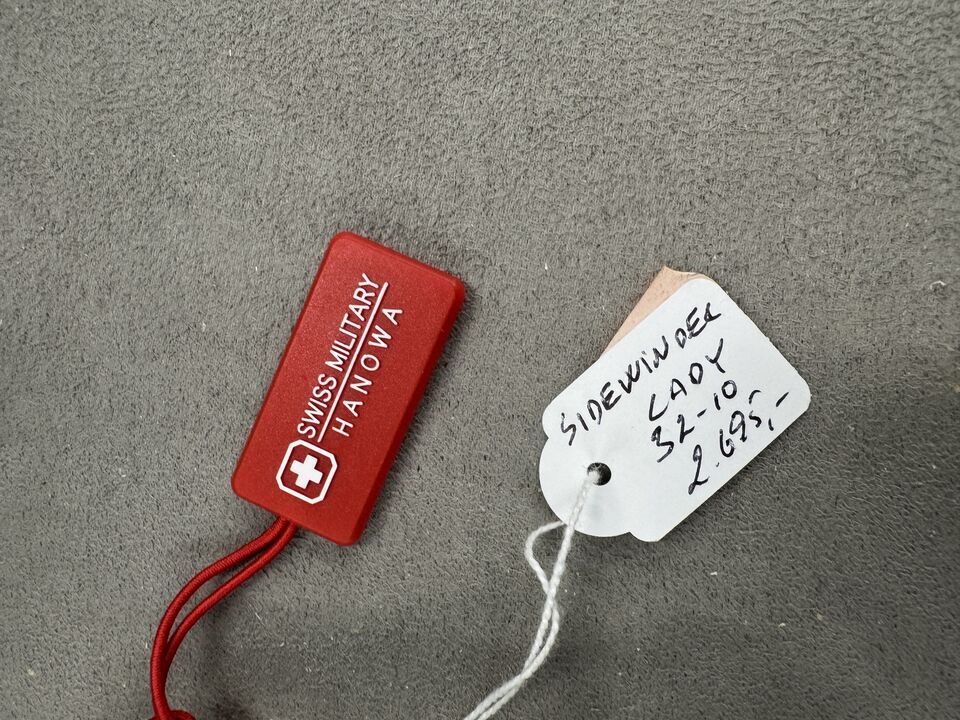 SWISS MILITARY
HANOWA
SIDEWINDER
LADY
32-10
2.695,-